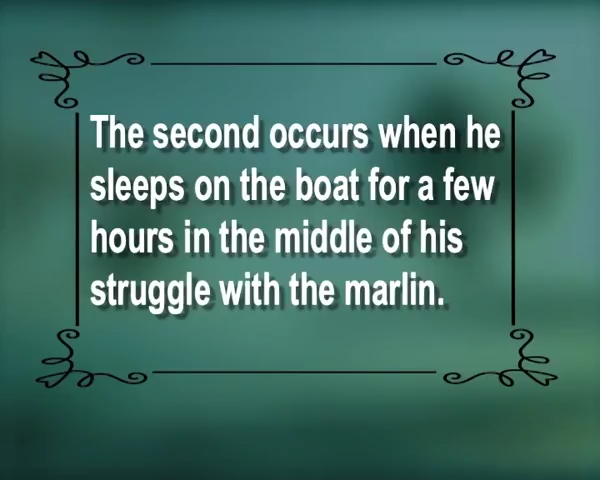 The second occurs when he
sleeps on the boat for a few
hours in the middle of his
struggle with the marlin.